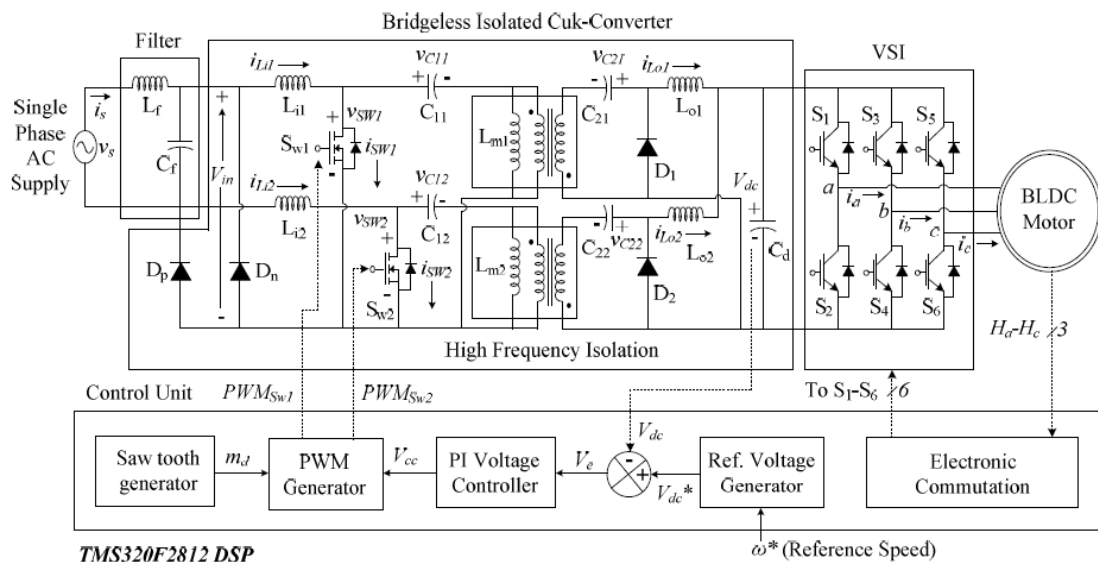 Bridgeless Isolated Cuk-Converter
Filter
VSI
Single Phase AC Supply
i_s
v_s
L_f
C_f
V_in
D_p
D_n
i_Li1
L_i1
v_C11
C_11
v_SW1
S_w1
i_SW1
i_Li2
L_i2
v_C12
C_12
v_SW2
S_w2
i_SW2
L_m1
L_m2
v_C21
C_21
i_Lo1
L_o1
D_1
C_22
v_C22
i_Lo2
L_o2
D_2
V_dc
C_d
S_1
S_3
S_5
a
i_a
b
i_b
c
i_c
S_2
S_4
S_6
BLDC Motor
H_a-H_c /3
High Frequency Isolation
To S_1-S_6 /6
Control Unit
PWM_Sw1
PWM_Sw2
Saw tooth generator
m_d
PWM Generator
V_cc
PI Voltage Controller
V_e
V_dc
- +
V_dc*
Ref. Voltage Generator
Electronic Commutation
ω* (Reference Speed)
TMS320F2812 DSP